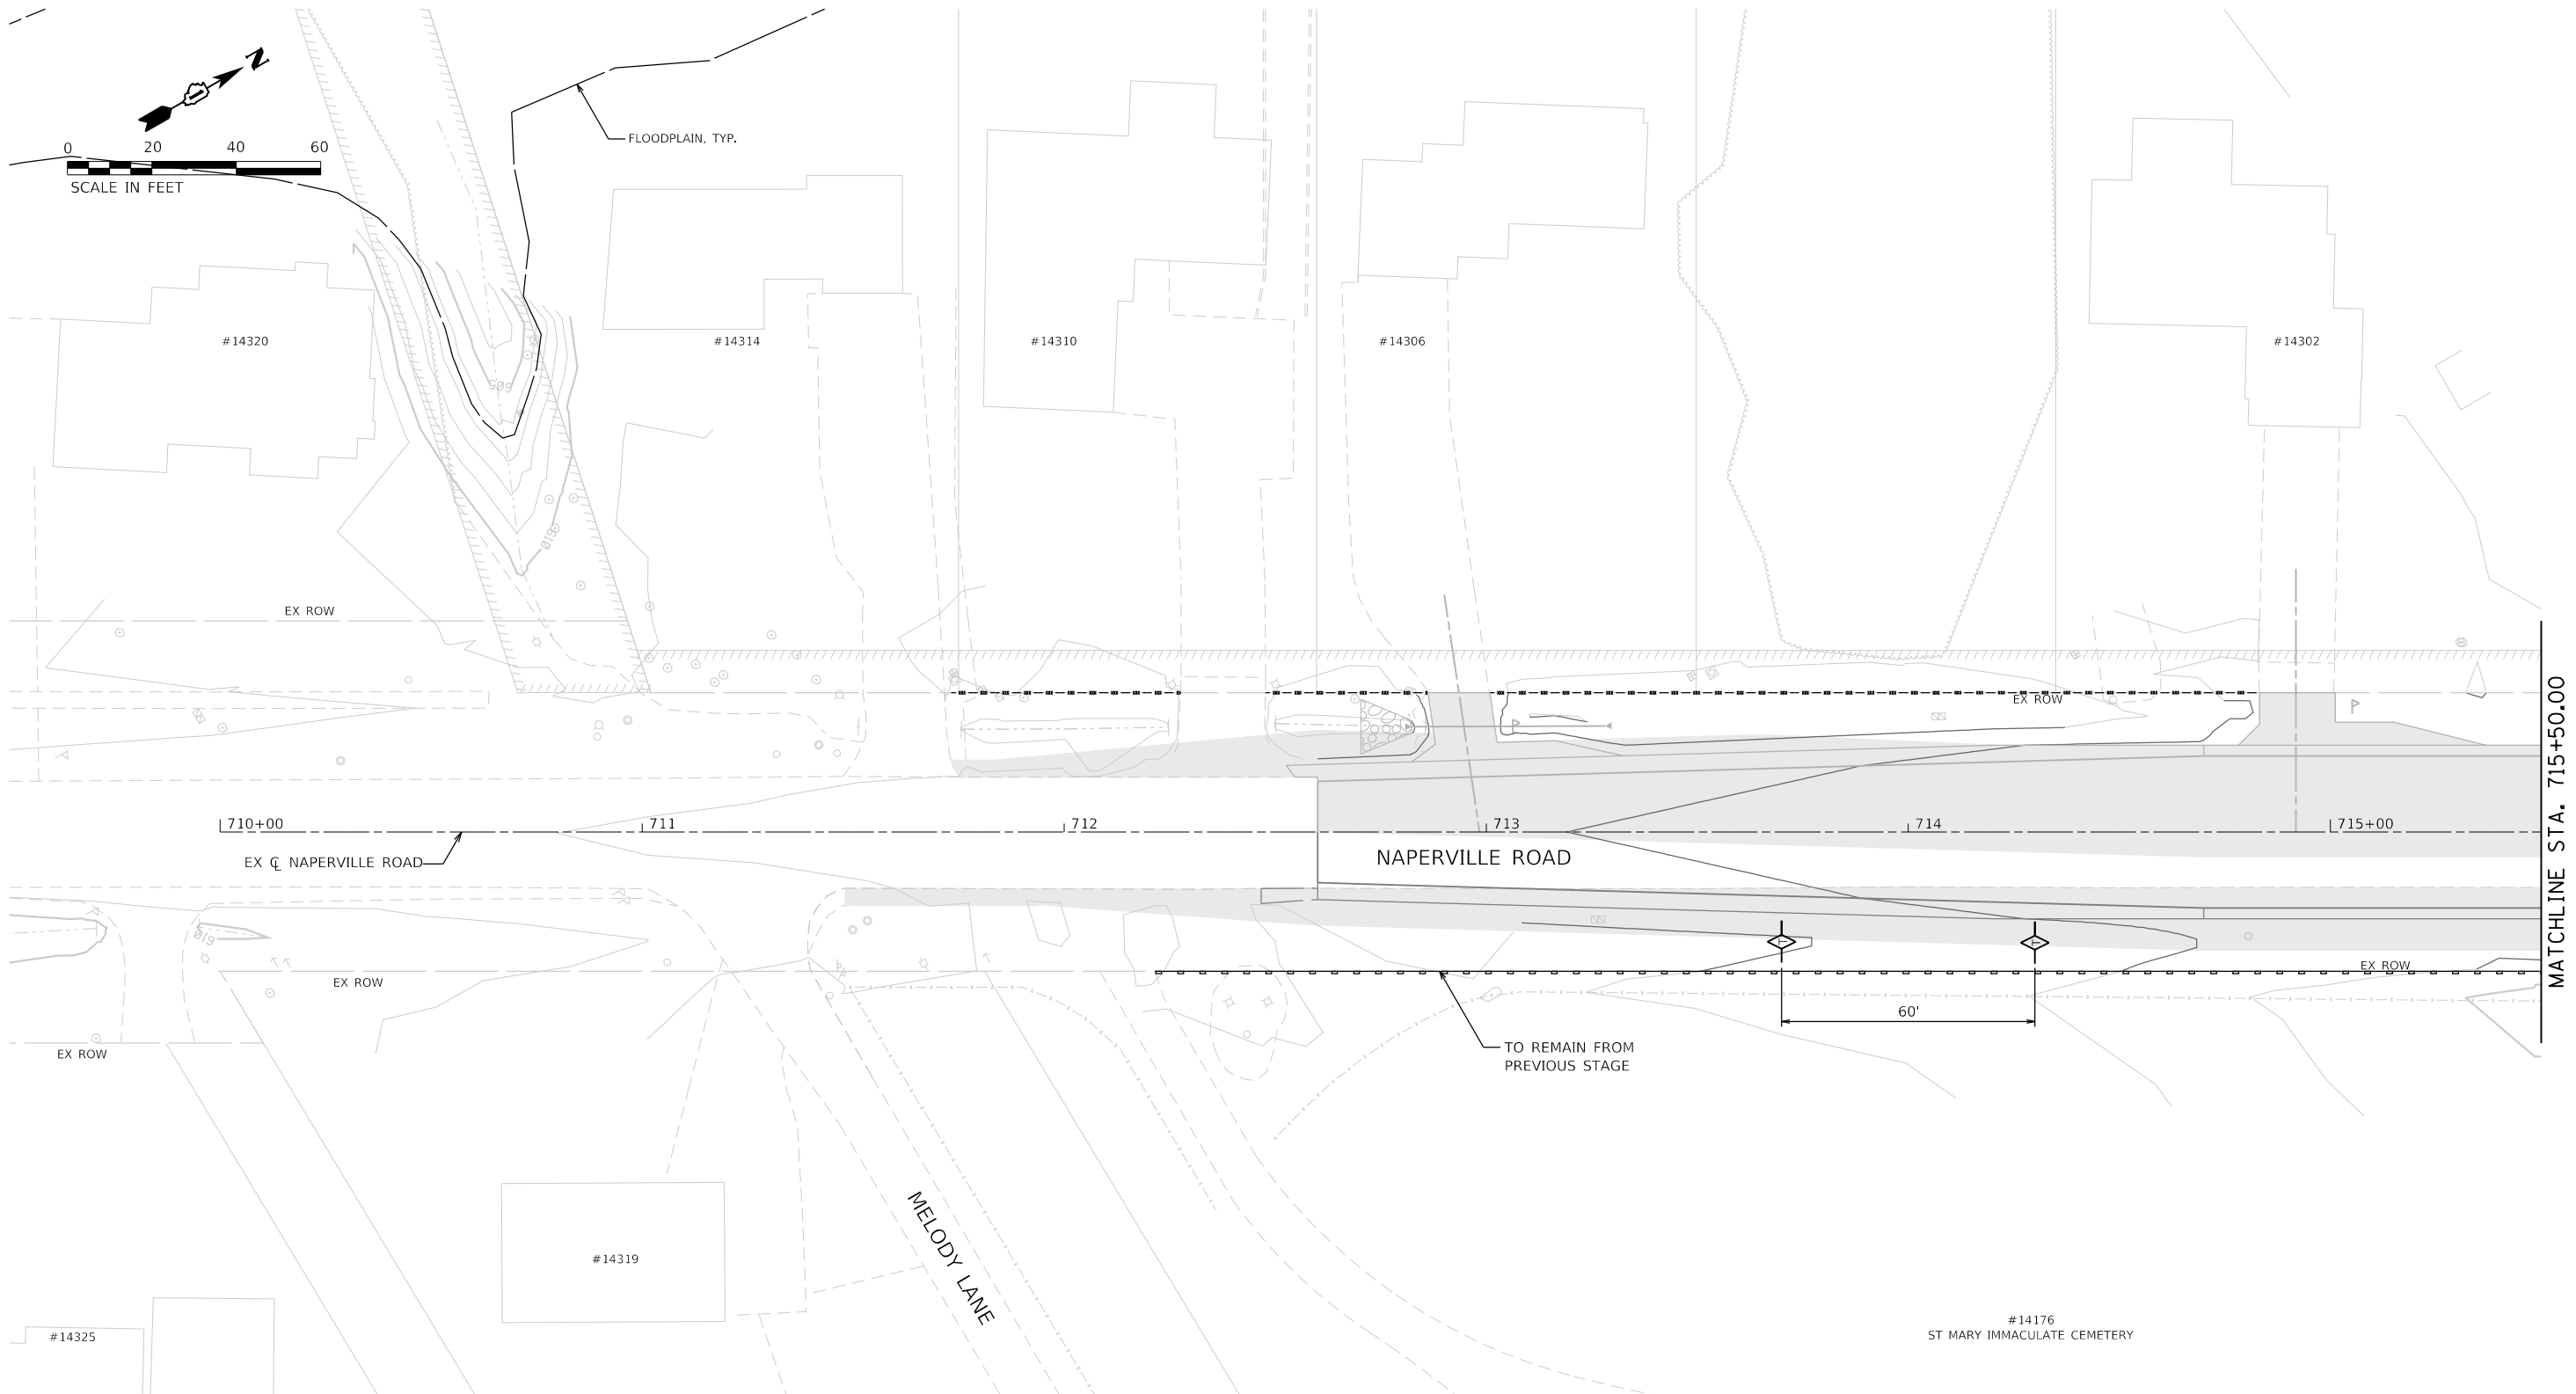 N
0 20 40 60
SCALE IN FEET
FLOODPLAIN, TYP.
#14320
#14314
#14310
#14306
#14302
605
610
EX ROW
EX ROW
710+00
711
712
713
714
715+00
EX ℄ NAPERVILLE ROAD
NAPERVILLE ROAD
MATCHLINE STA. 715+50.00
610
EX ROW
EX ROW
EX ROW
60'
TO REMAIN FROM
PREVIOUS STAGE
MELODY LANE
#14319
#14325
#14176
ST MARY IMMACULATE CEMETERY